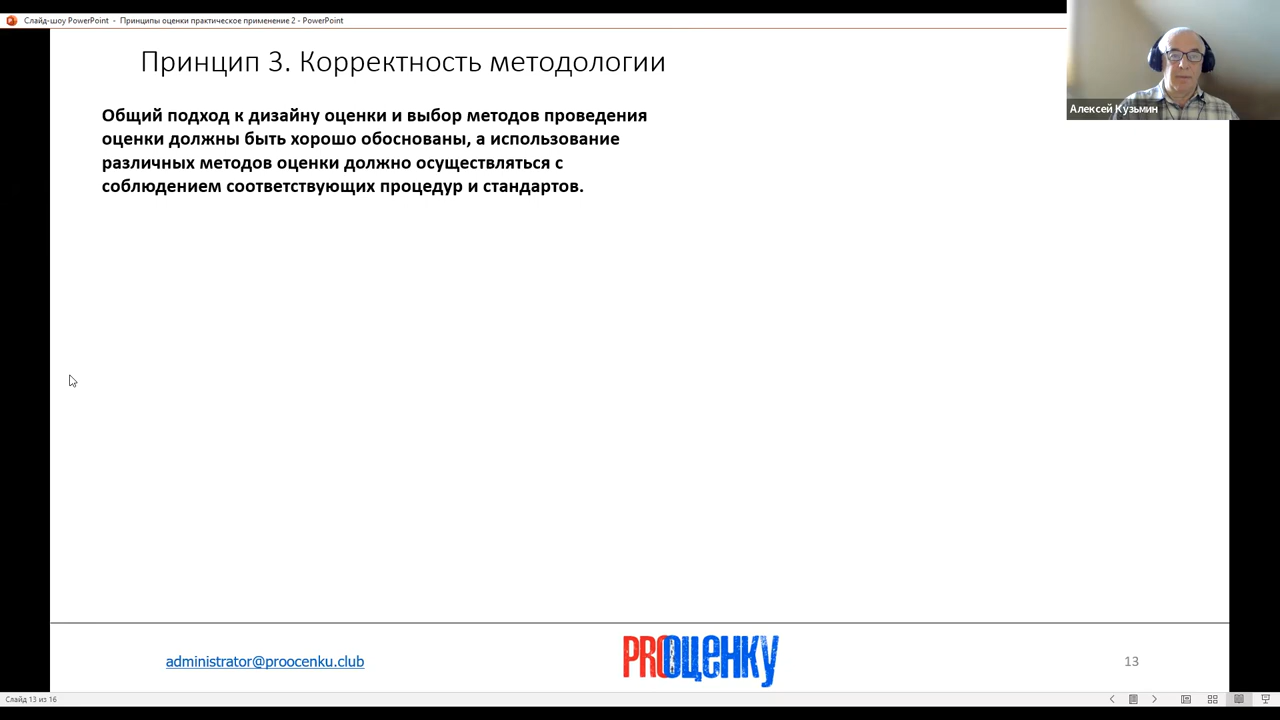 Слайд-шоу PowerPoint - Принципы оценки практическое применение 2 - PowerPoint
Принцип 3. Корректность методологии
Алексей Кузьмин
Общий подход к дизайну оценки и выбор методов проведения
оценки должны быть хорошо обоснованы, а использование
различных методов оценки должно осуществляться с
соблюдением соответствующих процедур и стандартов.
administrator@proocenku.club
PROОЦЕНКУ
13
Слайд 13 из 16